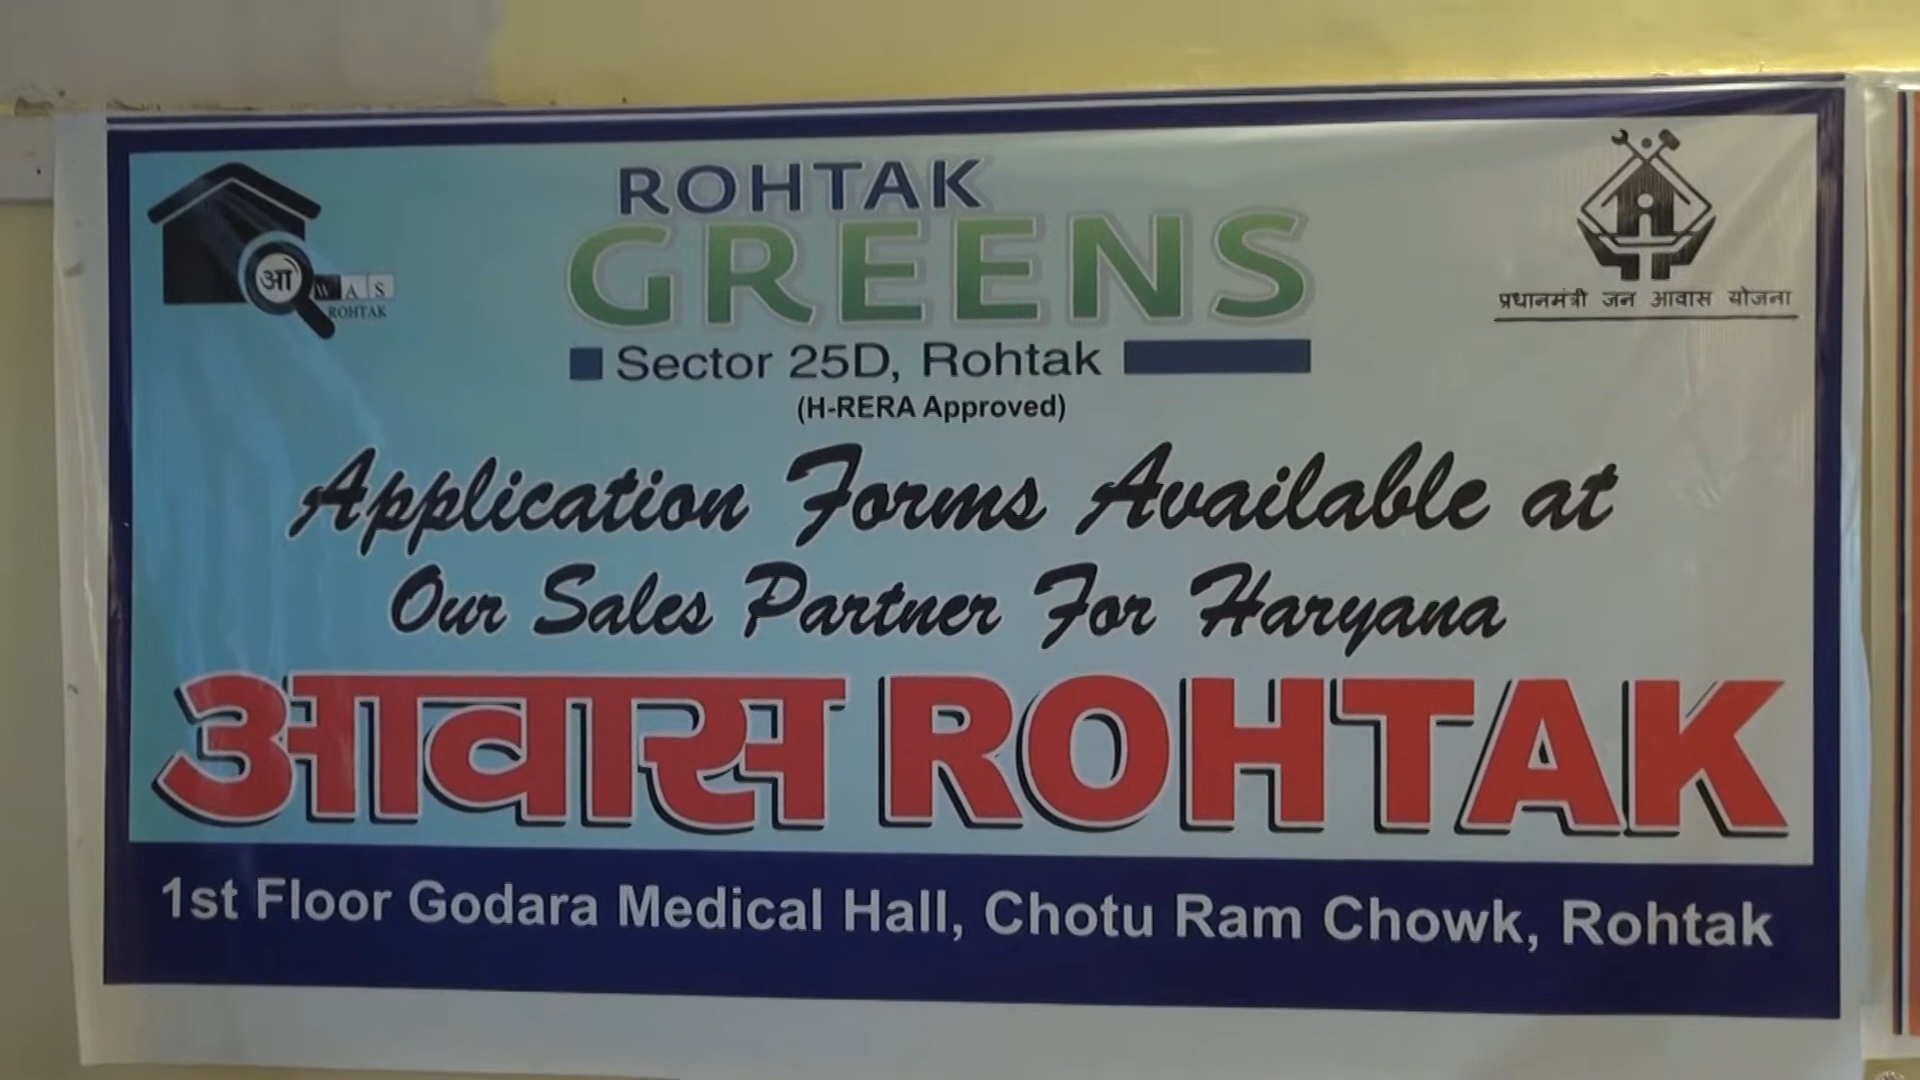 ROHTAK
GREENS
Sector 25D, Rohtak
(H-RERA Approved)
आ WAS
ROHTAK
प्रधानमंत्री जन आवास योजना
Application Forms Available at
Our Sales Partner For Haryana
आवास ROHTAK
1st Floor Godara Medical Hall, Chotu Ram Chowk, Rohtak